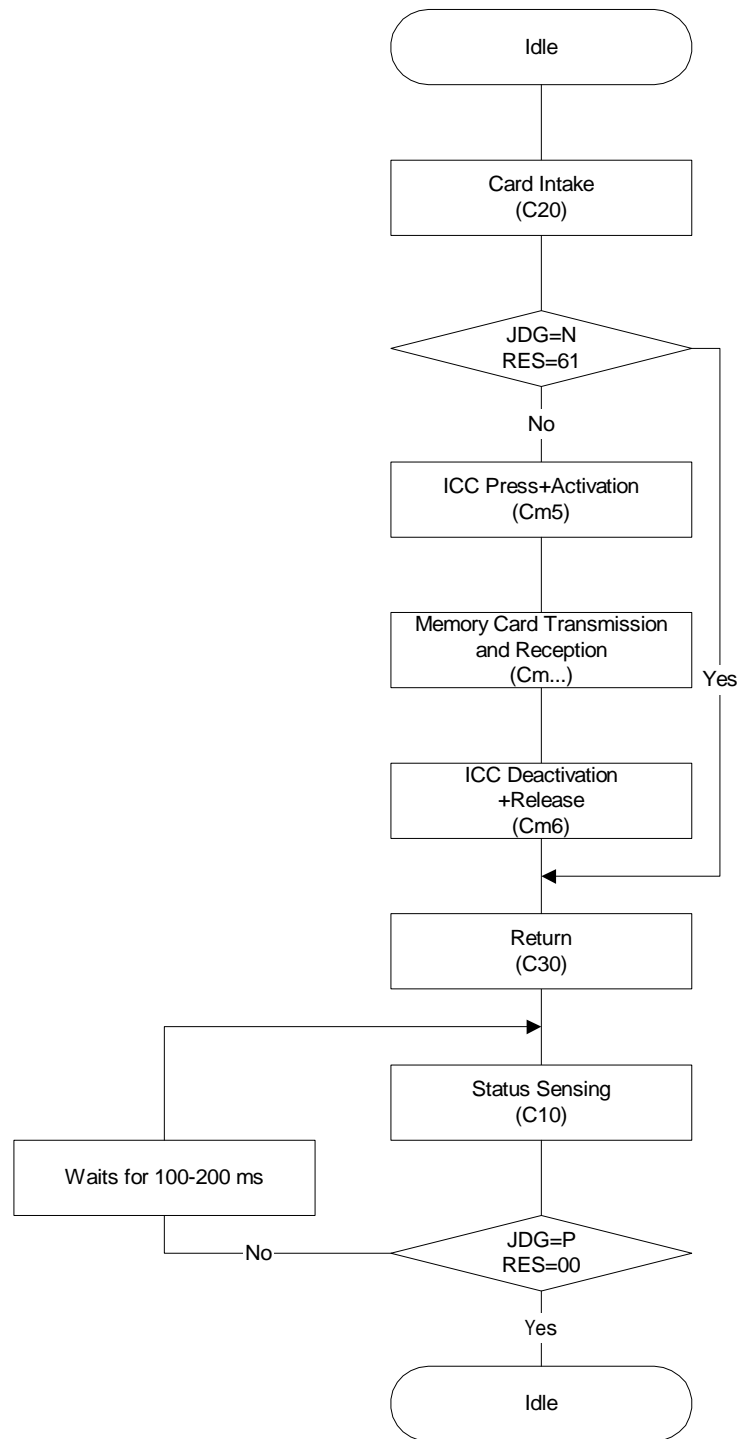 Idle
Card Intake
(C20)
JDG=N
RES=61
No
ICC Press+Activation
(Cm5)
Memory Card Transmission
and Reception
(Cm...)
Yes
ICC Deactivation
+Release
(Cm6)
Return
(C30)
Status Sensing
(C10)
Waits for 100-200 ms
JDG=P
RES=00
No
Yes
Idle